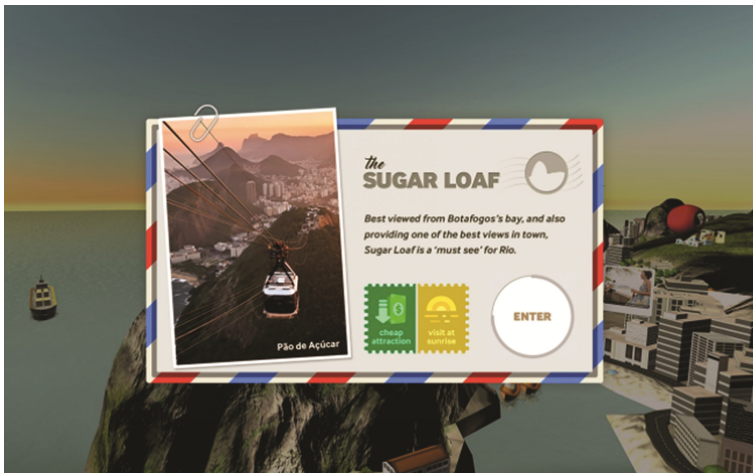 the
SUGAR LOAF
Best viewed from Botafogos's bay, and also
providing one of the best views in town,
Sugar Loaf is a 'must see' for Rio.
cheap
attraction
visit at
sunrise
ENTER
Pão de Açúcar